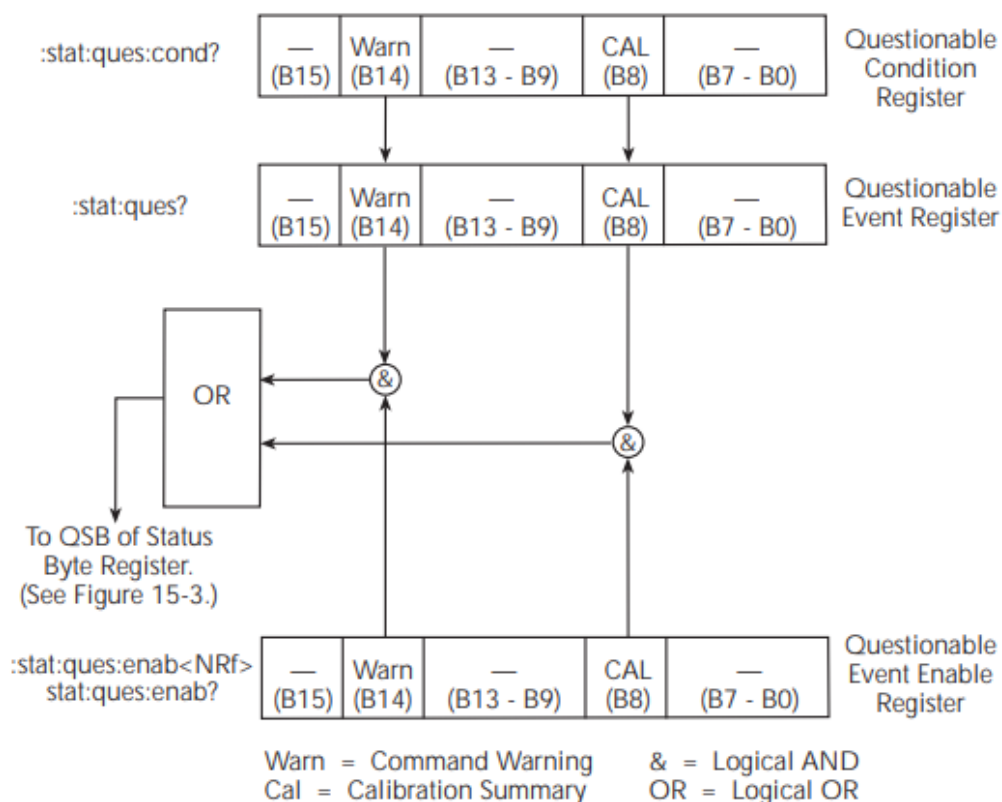 :stat:ques:cond?
— Warn — CAL —
(B15) (B14) (B13 - B9) (B8) (B7 - B0)
Questionable
Condition
Register
:stat:ques?
— Warn — CAL —
(B15) (B14) (B13 - B9) (B8) (B7 - B0)
Questionable
Event Register
OR
&
&
To QSB of Status
Byte Register.
(See Figure 15-3.)
:stat:ques:enab<NRf>
stat:ques:enab?
— Warn — CAL —
(B15) (B14) (B13 - B9) (B8) (B7 - B0)
Questionable
Event Enable
Register
Warn = Command Warning & = Logical AND
Cal = Calibration Summary OR = Logical OR